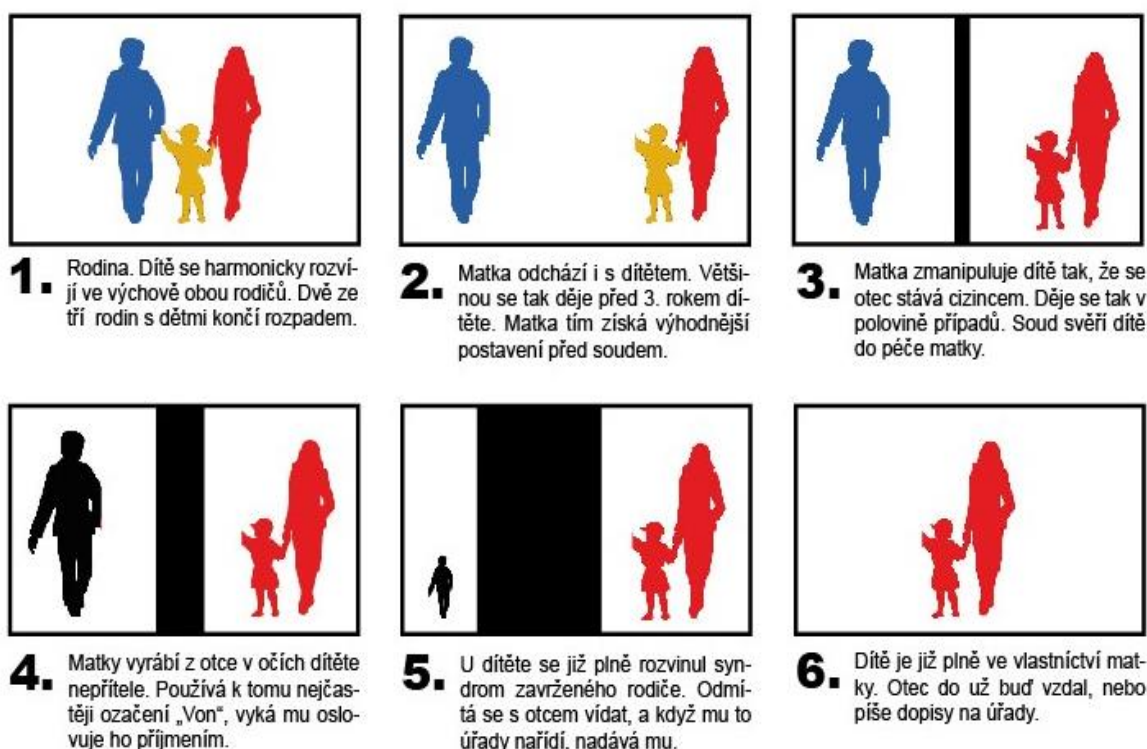 1. Rodina. Dítě se harmonicky rozví-
jí ve výchově obou rodičů. Dvě ze
tří rodin s dětmi končí rozpadem.
2. Matka odchází i s dítětem. Větši-
nou se tak děje před 3. rokem dí-
těte. Matka tím získá výhodnější
postavení před soudem.
3. Matka zmanipuluje dítě tak, že se
otec stává cizincem. Děje se tak v
polovině případů. Soud svěří dítě
do péče matky.
4. Matky vyrábí z otce v očích dítěte
nepřítele. Používá k tomu nejčas-
těji ozačení „Von“, vyká mu oslo-
vuje ho příjmením.
5. U dítěte se již plně rozvinul syn-
drom zavrženého rodiče. Odmí-
tá se s otcem vídat, a když mu to
úřady nařídí, nadává mu.
6. Dítě je již plně ve vlastníctví mat-
ky. Otec do už buď vzdal, nebo
píše dopisy na úřady.